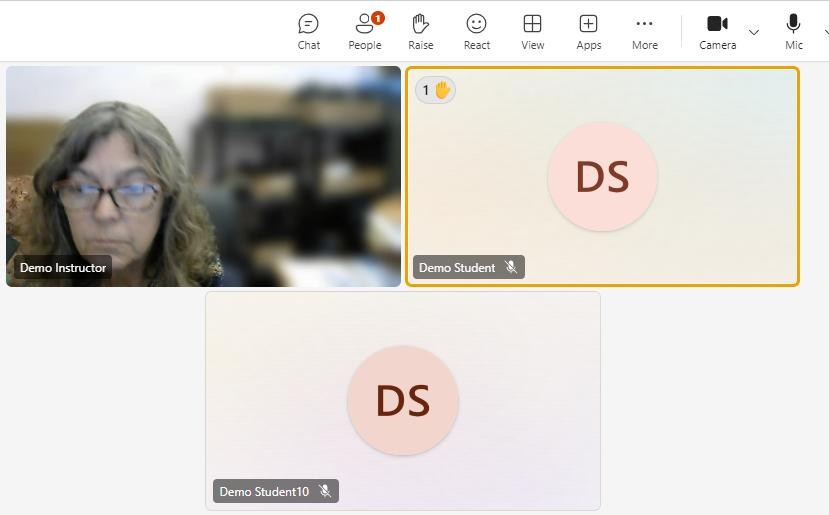 Chat
People
1
Raise
React
View
Apps
More
Camera
Mic
1
DS
Demo Instructor
Demo Student
DS
Demo Student10